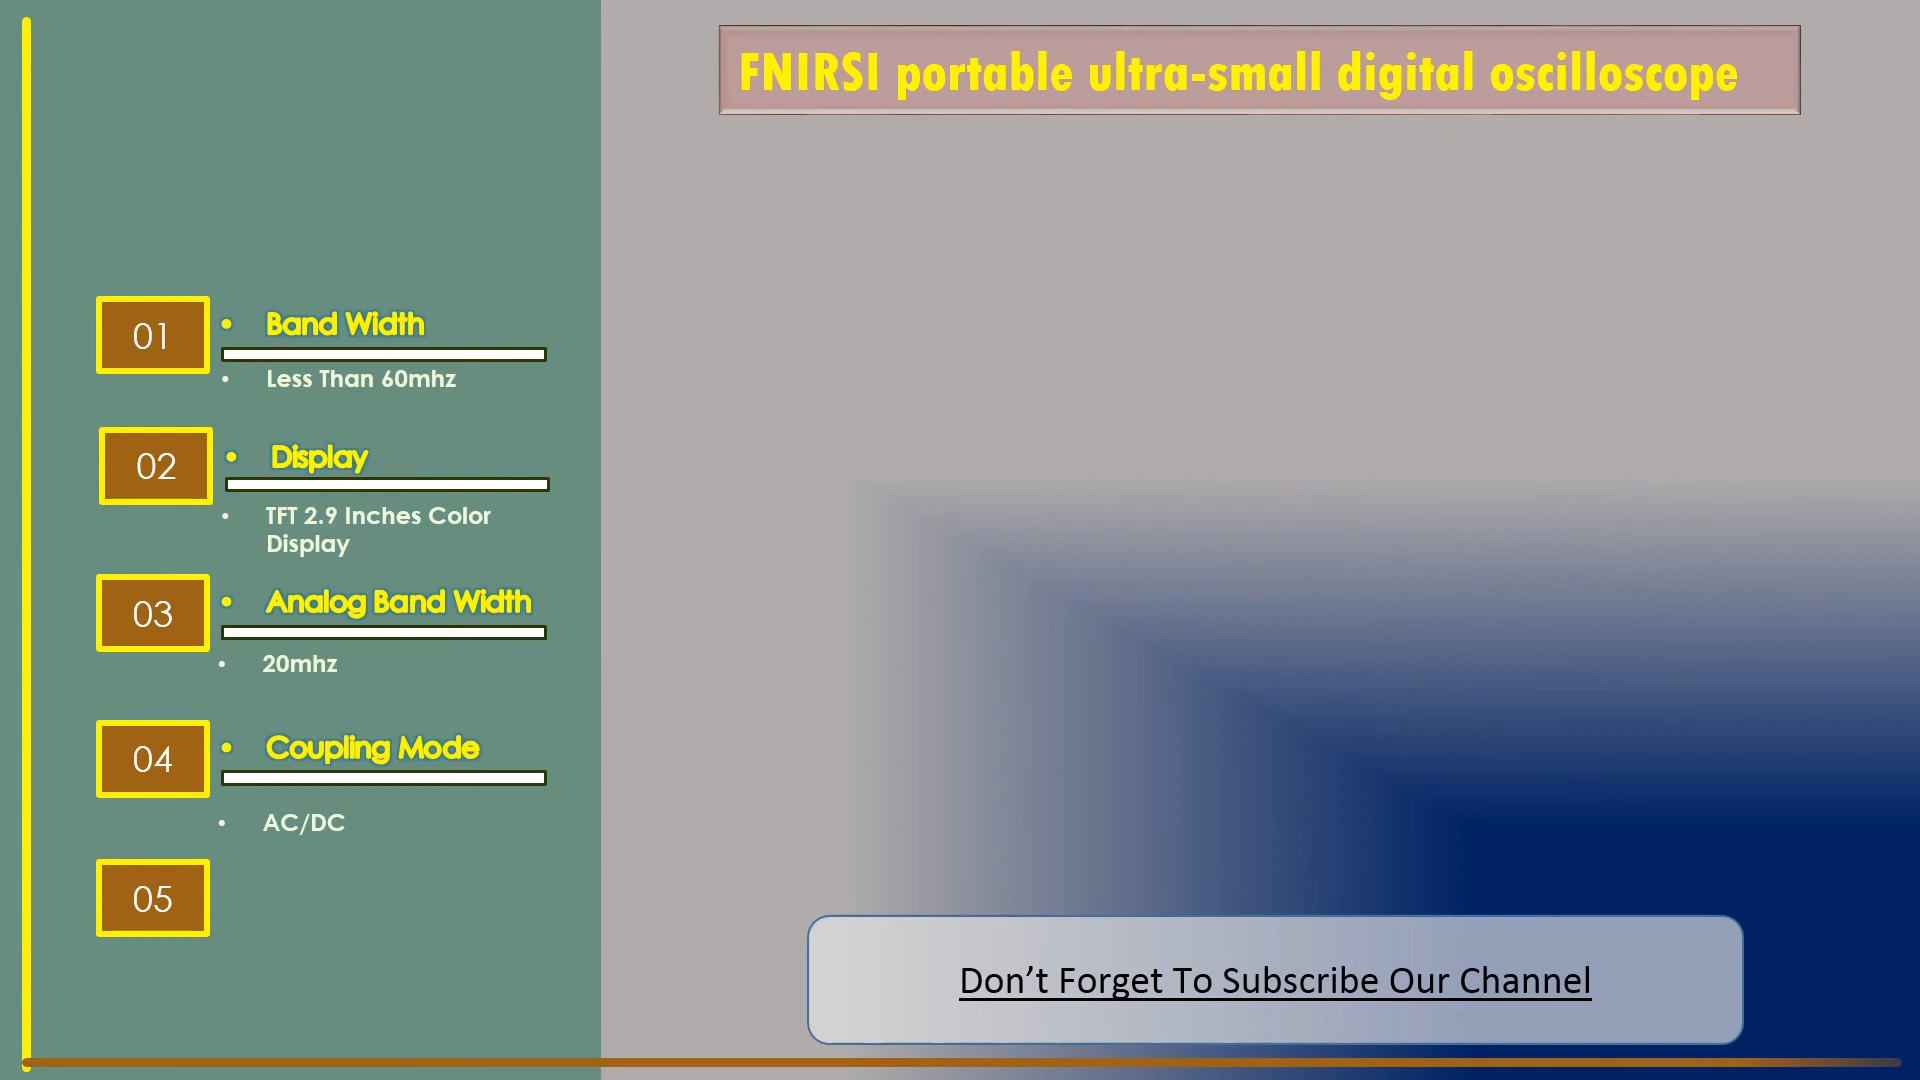 FNIRSI portable ultra-small digital oscilloscope
01
• Band Width
• Less Than 60mhz
02
• Display
• TFT 2.9 Inches Color
Display
03
• Analog Band Width
• 20mhz
04
• Coupling Mode
• AC/DC
05
Don’t Forget To Subscribe Our Channel